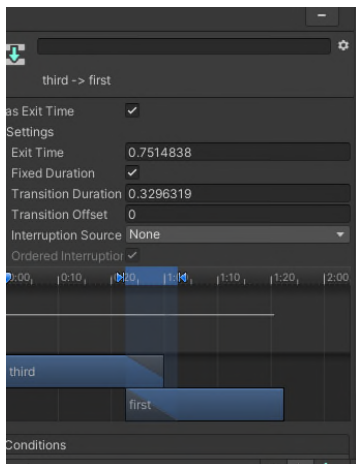 third -> first
as Exit Time
Settings
Exit Time 0.7514838
Fixed Duration
Transition Duration 0.3296319
Transition Offset 0
Interruption Source None
Ordered Interruption
0:10 1:10 1:20 2:00
third
first
Conditions